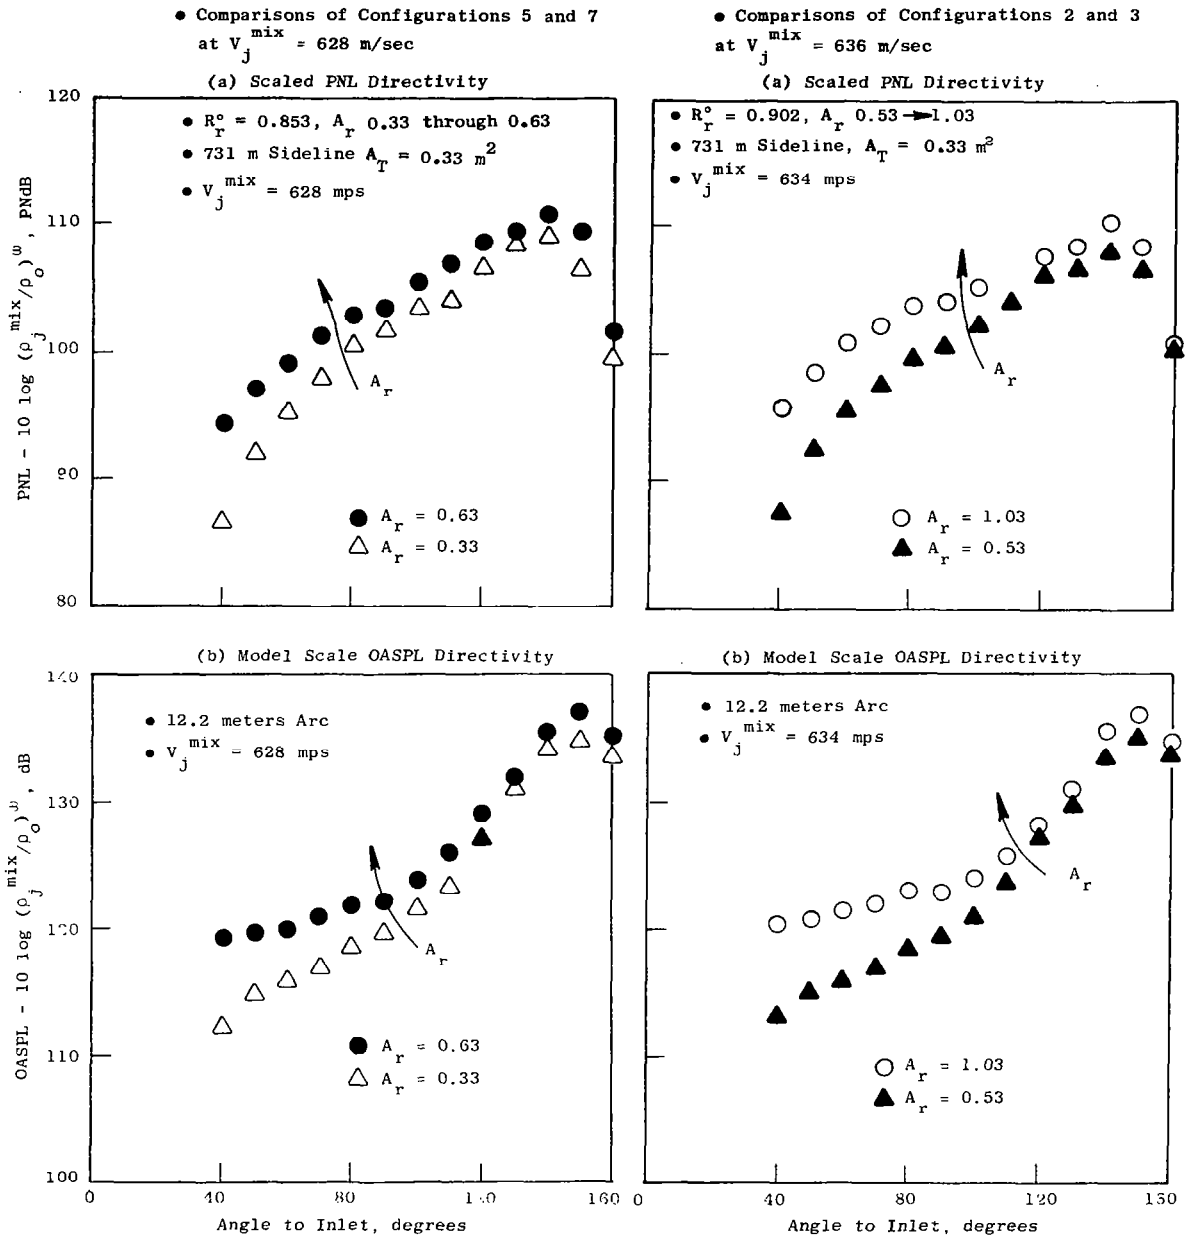 • Comparisons of Configurations 5 and 7
at V_j^mix = 628 m/sec
(a) Scaled PNL Directivity
• R_r^o = 0.853, A_r 0.33 through 0.63
• 731 m Sideline A_T = 0.33 m²
• V_j^mix = 628 mps
PNL - 10 log (ρ_j^mix/ρ_o)^ω, PNdB
120
110
100
90
80
A_r
● A_r = 0.63
△ A_r = 0.33
• Comparisons of Configurations 2 and 3
at V_j^mix = 636 m/sec
(a) Scaled PNL Directivity
• R_r^o = 0.902, A_r 0.53 → 1.03
• 731 m Sideline, A_T = 0.33 m²
• V_j^mix = 634 mps
A_r
○ A_r = 1.03
▲ A_r = 0.53
(b) Model Scale OASPL Directivity
• 12.2 meters Arc
• V_j^mix = 628 mps
OASPL - 10 log (ρ_j^mix/ρ_o), dB
140
130
120
110
100
A_r
● A_r = 0.63
△ A_r = 0.33
0 40 80 160
Angle to Inlet, degrees
(b) Model Scale OASPL Directivity
• 12.2 meters Arc
• V_j^mix = 634 mps
A_r
○ A_r = 1.03
▲ A_r = 0.53
0 40 80 120 130
Angle to Inlet, degrees